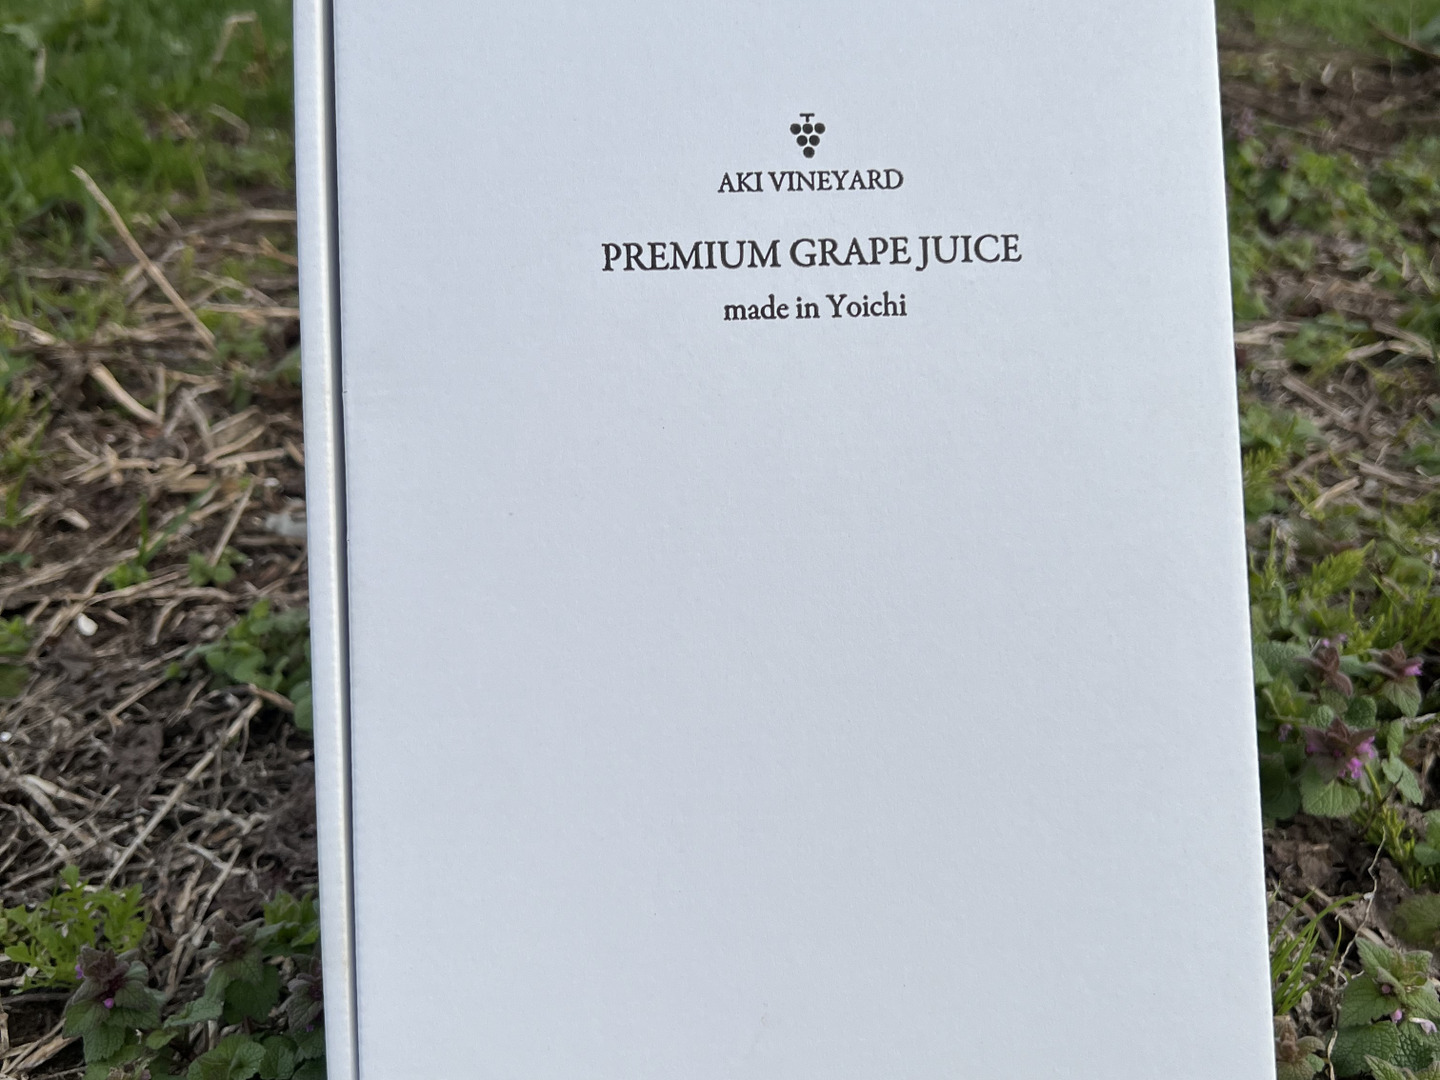 AKI VINEYARD
PREMIUM GRAPE JUICE
made in Yoichi